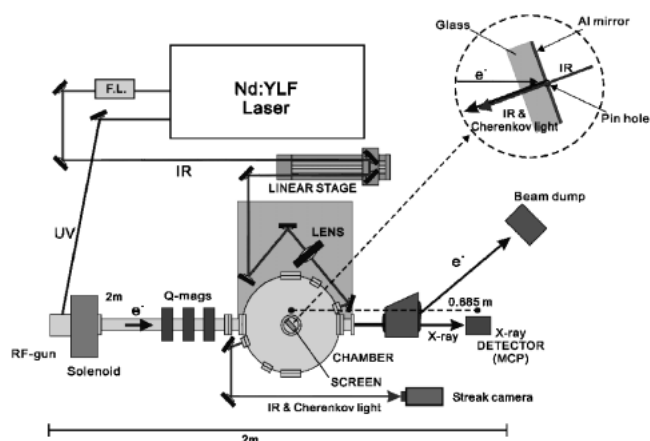 Glass
Al mirror
IR
e-
Pin hole
IR &
Cherenkov light
F.L.
Nd:YLF
Laser
IR
LINEAR STAGE
UV
LENS
Beam dump
e-
2m
e-
Q-mags
0.685 m
X-ray
X-ray
DETECTOR
(MCP)
RF-gun
Solenoid
CHAMBER
SCREEN
IR & Cherenkov light
Streak camera
2m